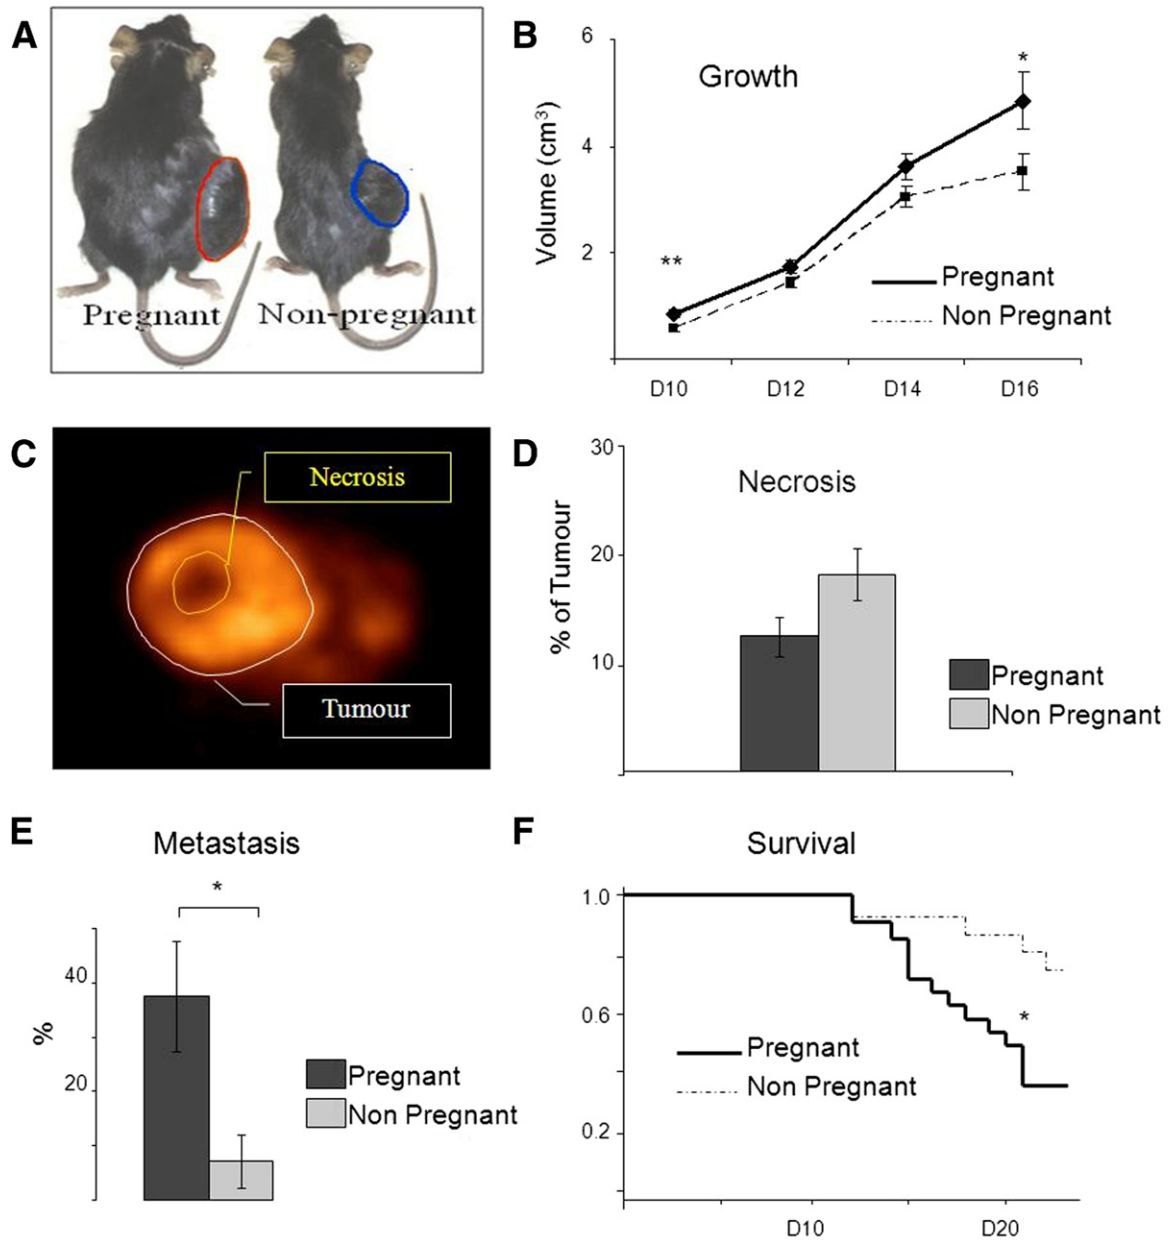 A
Pregnant
Non-pregnant
B
Growth
Volume (cm³)
6
4
2
**
*
Pregnant
Non Pregnant
D10
D12
D14
D16
C
Necrosis
Tumour
D
Necrosis
% of Tumour
30
20
10
Pregnant
Non Pregnant
E
Metastasis
*
%
40
20
Pregnant
Non Pregnant
F
Survival
1.0
0.6
0.2
*
Pregnant
Non Pregnant
D10
D20